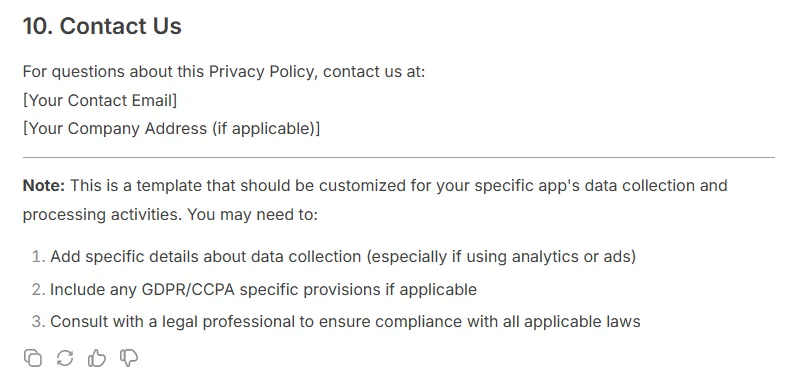 10. Contact Us
For questions about this Privacy Policy, contact us at:
[Your Contact Email]
[Your Company Address (if applicable)]
Note: This is a template that should be customized for your specific app's data collection and
processing activities. You may need to:
1. Add specific details about data collection (especially if using analytics or ads)
2. Include any GDPR/CCPA specific provisions if applicable
3. Consult with a legal professional to ensure compliance with all applicable laws